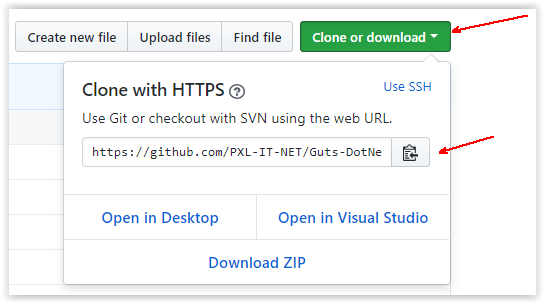 Create new file Upload files Find file Clone or download
Clone with HTTPS ?
Use SSH
Use Git or checkout with SVN using the web URL.
https://github.com/PXL-IT-NET/Guts-DotNe
Open in Desktop Open in Visual Studio
Download ZIP